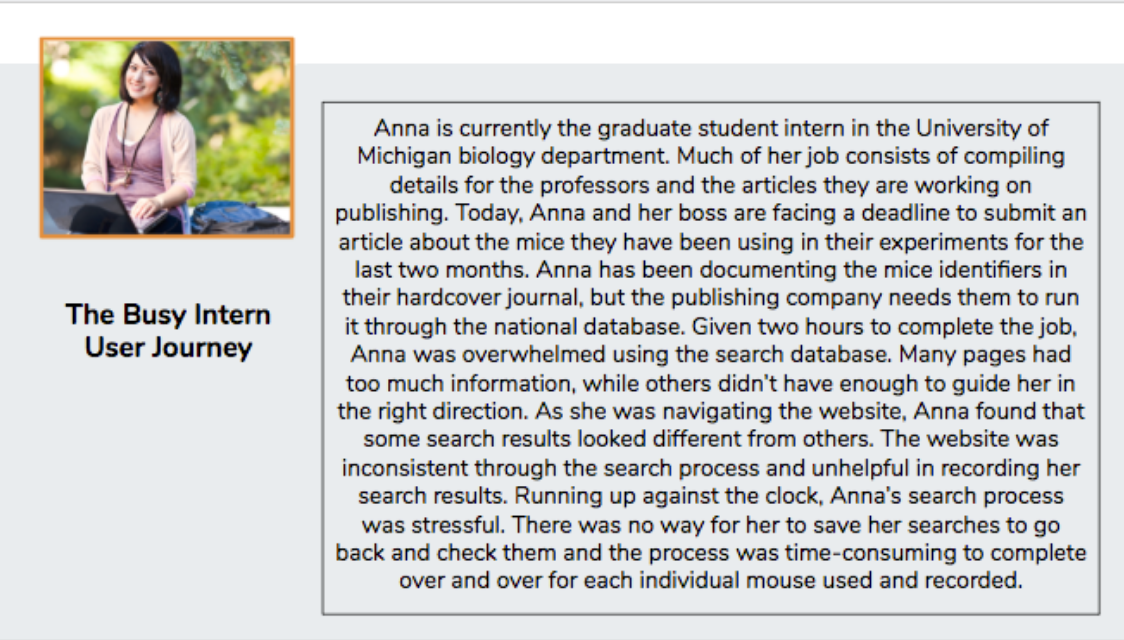 The Busy Intern
User Journey
Anna is currently the graduate student intern in the University of
Michigan biology department. Much of her job consists of compiling
details for the professors and the articles they are working on
publishing. Today, Anna and her boss are facing a deadline to submit an
article about the mice they have been using in their experiments for the
last two months. Anna has been documenting the mice identifiers in
their hardcover journal, but the publishing company needs them to run
it through the national database. Given two hours to complete the job,
Anna was overwhelmed using the search database. Many pages had
too much information, while others didn't have enough to guide her in
the right direction. As she was navigating the website, Anna found that
some search results looked different from others. The website was
inconsistent through the search process and unhelpful in recording her
search results. Running up against the clock, Anna's search process
was stressful. There was no way for her to save her searches to go
back and check them and the process was time-consuming to complete
over and over for each individual mouse used and recorded.